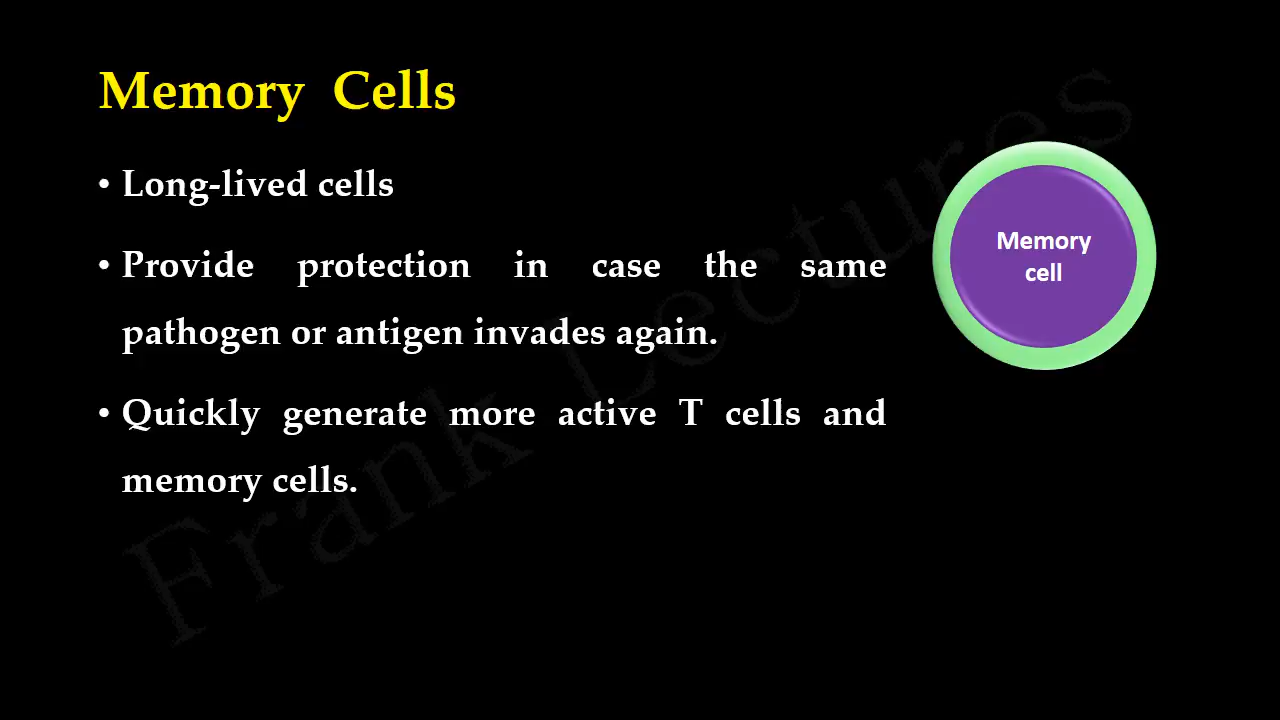 Memory Cells
• Long-lived cells
• Provide protection in case the same
pathogen or antigen invades again.
• Quickly generate more active T cells and
memory cells.
Memory
cell
Frank Lectures